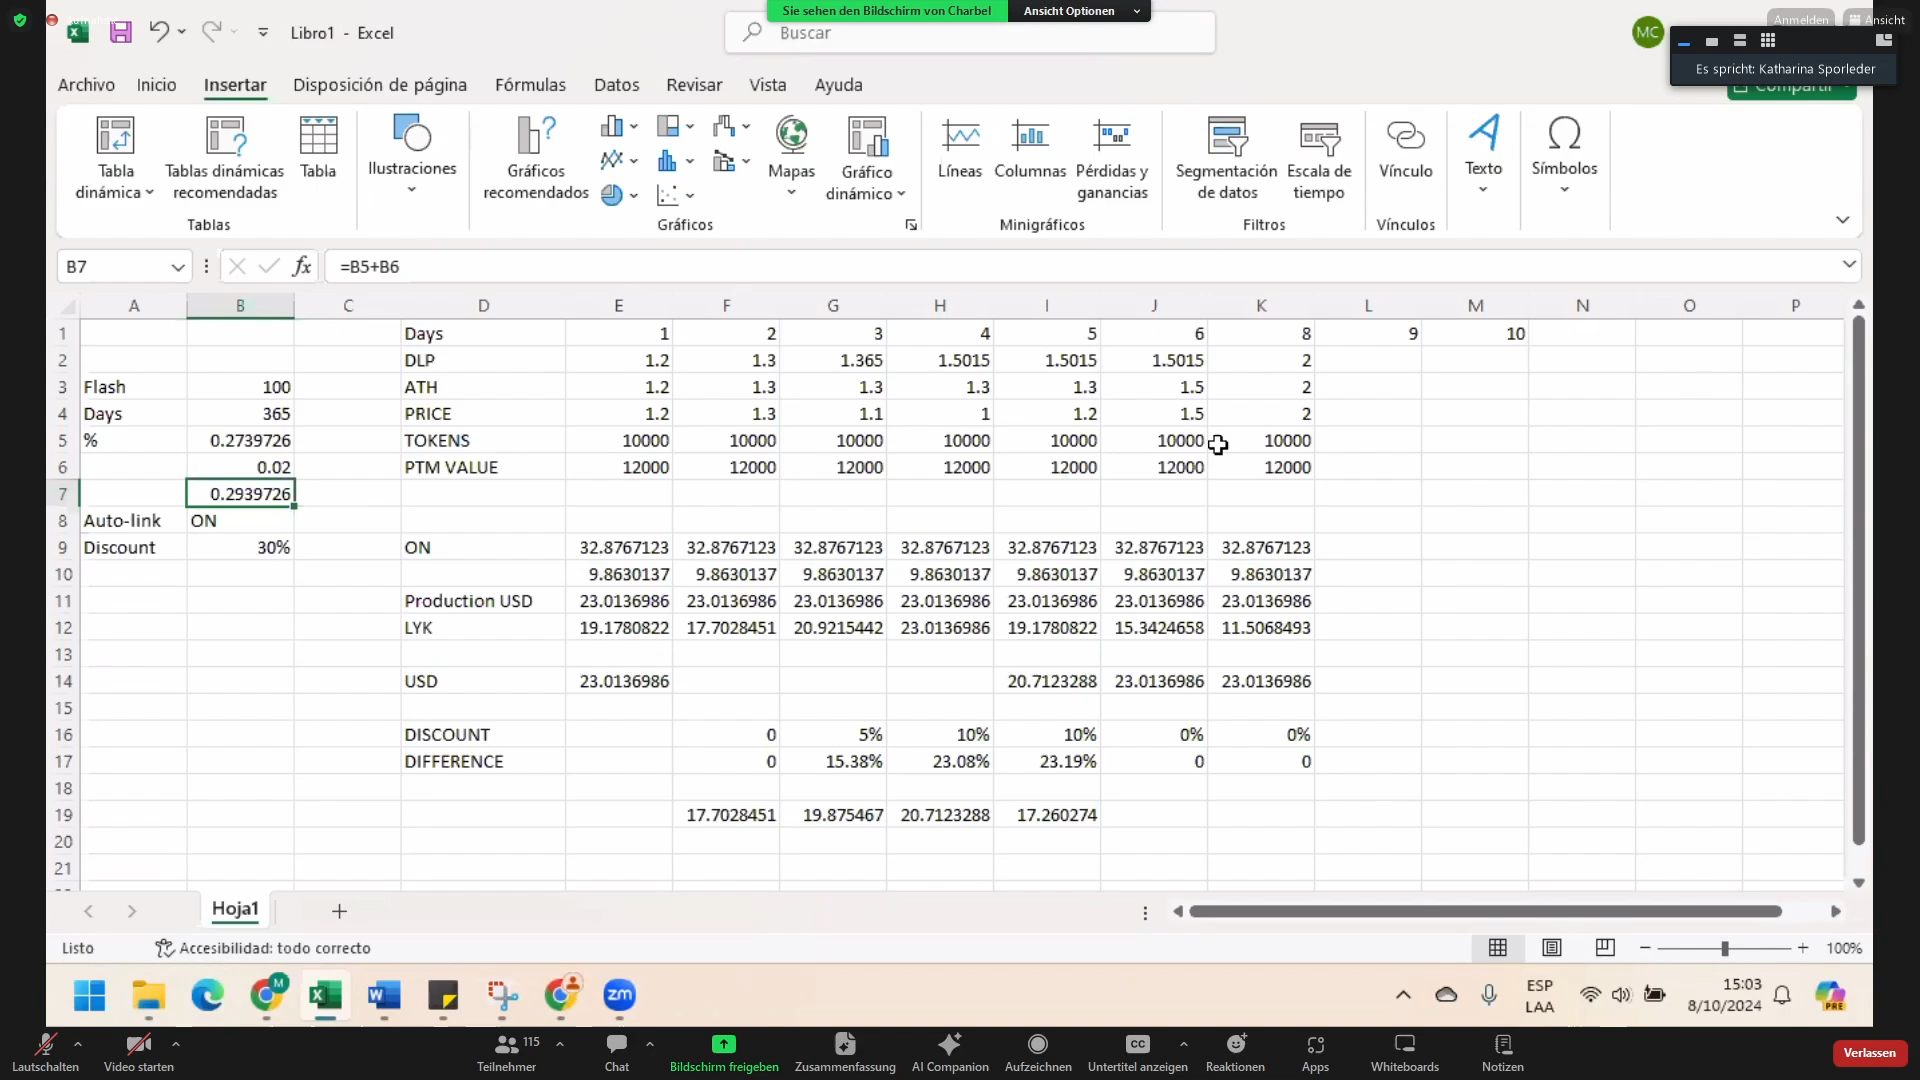 Sie sehen den Bildschirm von Charbel
Ansicht Optionen
Libro1 - Excel
Buscar
MC
Anmelden
Ansicht
Es spricht: Katharina Sporleder
Archivo Inicio Insertar Disposición de página Fórmulas Datos Revisar Vista Ayuda
Compartir
Tabla dinámica
Tablas dinámicas recomendadas
Tabla
Tablas
Ilustraciones
Gráficos recomendados
Mapas
Gráfico dinámico
Gráficos
Líneas
Columnas
Pérdidas y ganancias
Minigráficos
Segmentación de datos
Escala de tiempo
Filtros
Vínculo
Vínculos
Texto
Símbolos
B7 fx =B5+B6
A B C D E F G H I J K L M N O P
1 Days 1 2 3 4 5 6 8 9 10
2 DLP 1.2 1.3 1.365 1.5015 1.5015 1.5015 2
3 Flash 100 ATH 1.2 1.3 1.3 1.3 1.3 1.5 2
4 Days 365 PRICE 1.2 1.3 1.1 1 1.2 1.5 2
5 % 0.2739726 TOKENS 10000 10000 10000 10000 10000 10000 10000
6 0.02 PTM VALUE 12000 12000 12000 12000 12000 12000 12000
7 0.2939726
8 Auto-link ON
9 Discount 30% ON 32.8767123 32.8767123 32.8767123 32.8767123 32.8767123 32.8767123 32.8767123
10 9.8630137 9.8630137 9.8630137 9.8630137 9.8630137 9.8630137 9.8630137
11 Production USD 23.0136986 23.0136986 23.0136986 23.0136986 23.0136986 23.0136986 23.0136986
12 LYK 19.1780822 17.7028451 20.9215442 23.0136986 19.1780822 15.3424658 11.5068493
13
14 USD 23.0136986 20.7123288 23.0136986 23.0136986
15
16 DISCOUNT 0 5% 10% 10% 0% 0%
17 DIFFERENCE 0 15.38% 23.08% 23.19% 0 0
18
19 17.7028451 19.875467 20.7123288 17.260274
20
21
Hoja1
Listo
Accesibilidad: todo correcto
100%
M
zm
ESP
LAA
15:03
8/10/2024
PRE
Lautschalten
Video starten
115
Teilnehmer
Chat
Bildschirm freigeben
Zusammenfassung
AI Companion
Aufzeichnen
CC
Untertitel anzeigen
Reaktionen
Apps
Whiteboards
Notizen
Verlassen